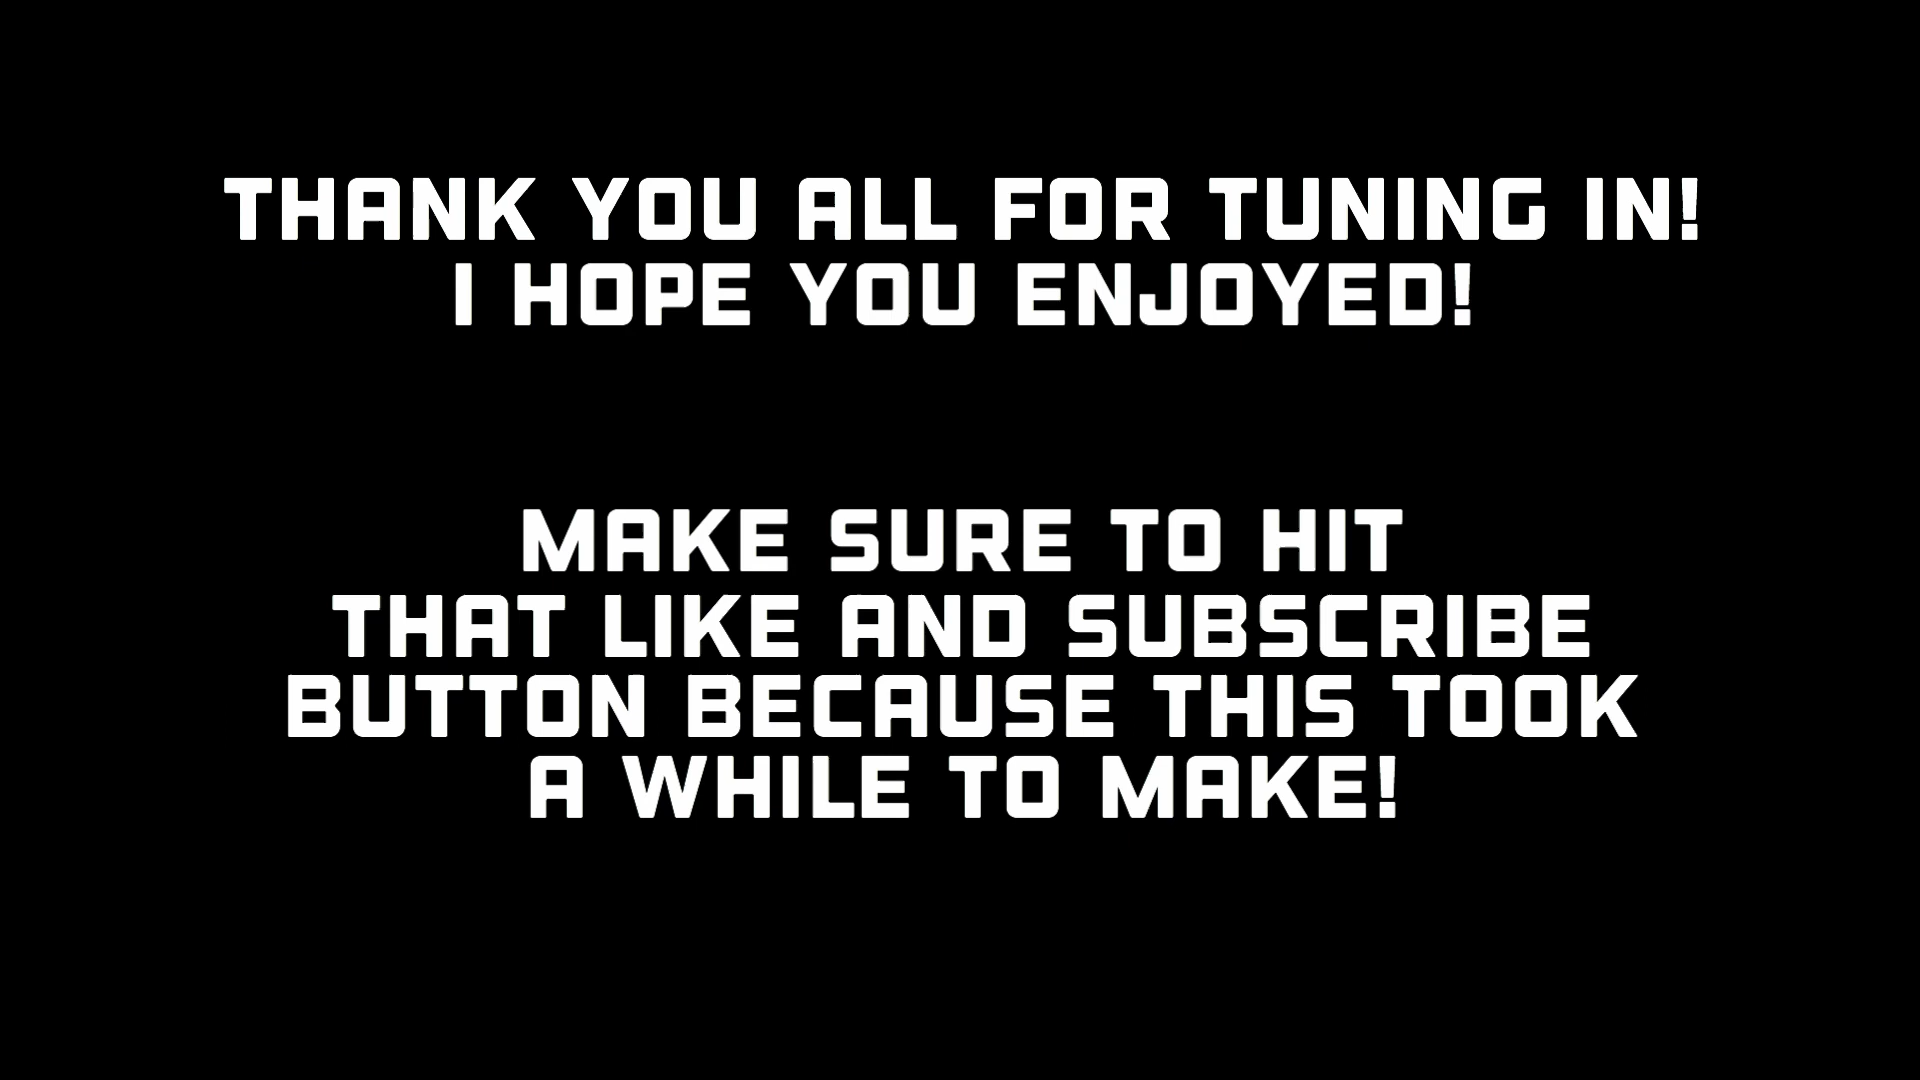 THANK YOU ALL FOR TUNING IN!
I HOPE YOU ENJOYED!
MAKE SURE TO HIT
THAT LIKE AND SUBSCRIBE
BUTTON BECAUSE THIS TOOK
A WHILE TO MAKE!